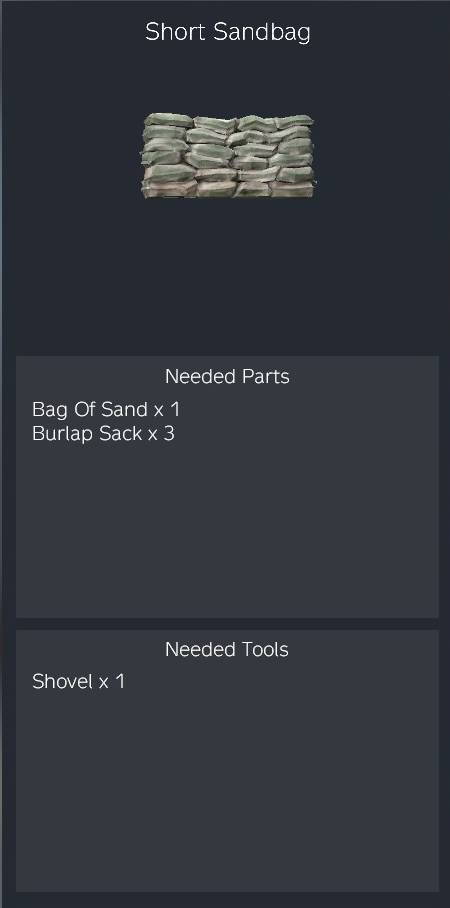 Short Sandbag
Needed Parts
Bag Of Sand x 1
Burlap Sack x 3
Needed Tools
Shovel x 1